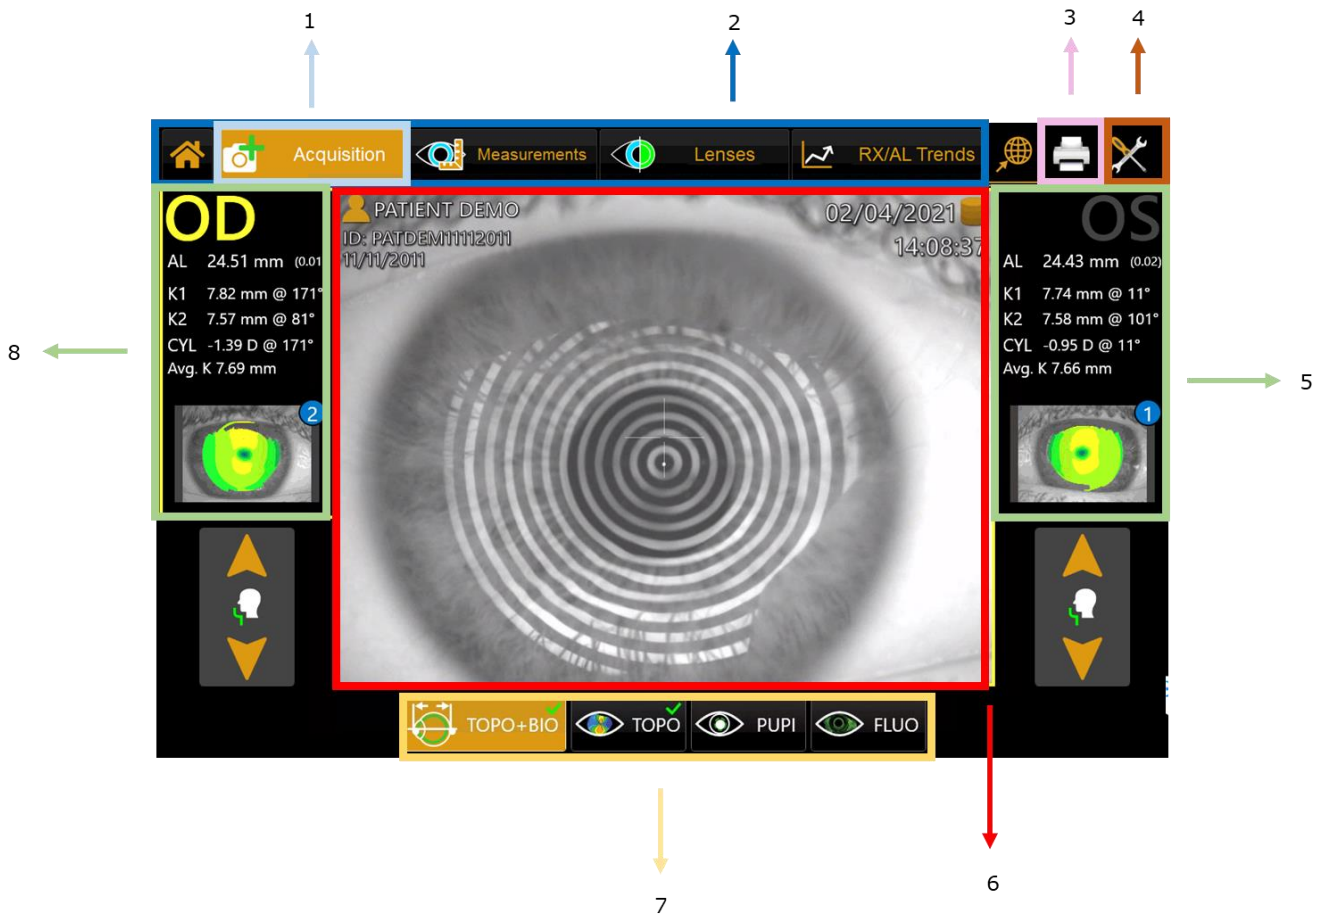 1
2
3
4
Acquisition
Measurements
Lenses
RX/AL Trends
OD
AL 24.51 mm (0.01
K1 7.82 mm @ 171°
K2 7.57 mm @ 81°
CYL -1.39 D @ 171°
Avg. K 7.69 mm
2
8
PATIENT DEMO
ID: PATDEM11112011
11/11/2011
02/04/2021
14:08:37
OS
AL 24.43 mm (0.02)
K1 7.74 mm @ 11°
K2 7.58 mm @ 101°
CYL -0.95 D @ 11°
Avg. K 7.66 mm
1
5
TOPO+BIO
TOPO
PUPI
FLUO
6
7